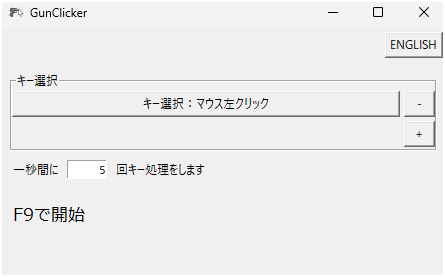 GunClicker
ENGLISH
キー選択
キー選択：マウス左クリック
-
+
一秒間に 5 回キー処理をします
F9で開始